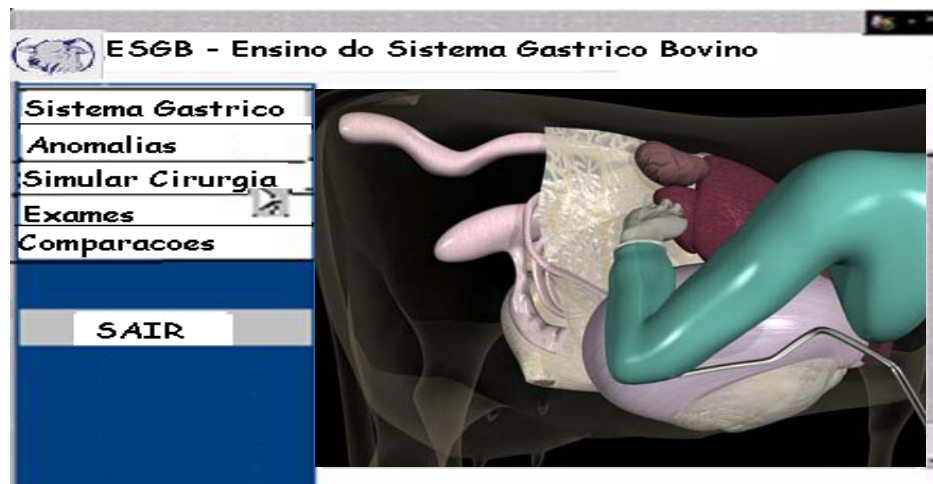 ESGB - Ensino do Sistema Gastrico Bovino
Sistema Gastrico
Anomalias
Simular Cirurgia
Exames
Comparacoes
SAIR